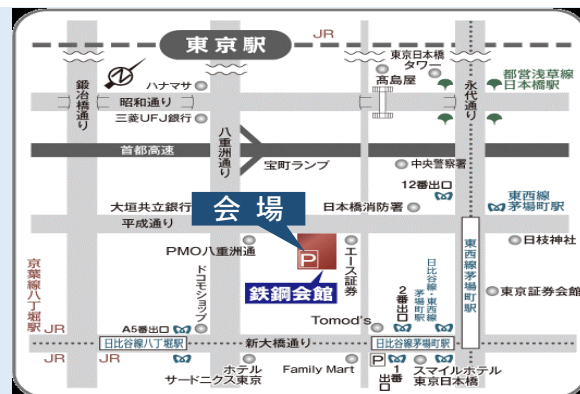 JR
東京駅
東京日本橋
タワー
髙島屋
都営浅草線
日本橋駅
鍛冶橋通り
ハナマサ
昭和通り
三菱UFJ銀行
八重洲通り
永代通り
首都高速
宝町ランプ
中央警察署
12番出口
大垣共立銀行
会場
日本橋消防署
東西線
茅場町駅
平成通り
PMO八重洲通
P
エース証券
日枝神社
東西線茅場町駅
京葉線八丁堀駅
ドコモショップ
鉄鋼会館
2番出口
日比谷線・東西線
茅場町駅
東京証券会館
Tomod's
JR
A5番出口
日比谷線八丁堀駅
新大橋通り
日比谷線茅場町駅
JR
JR
ホテル
サードニクス東京
Family Mart
P
1番出口
スマイルホテル
東京日本橋